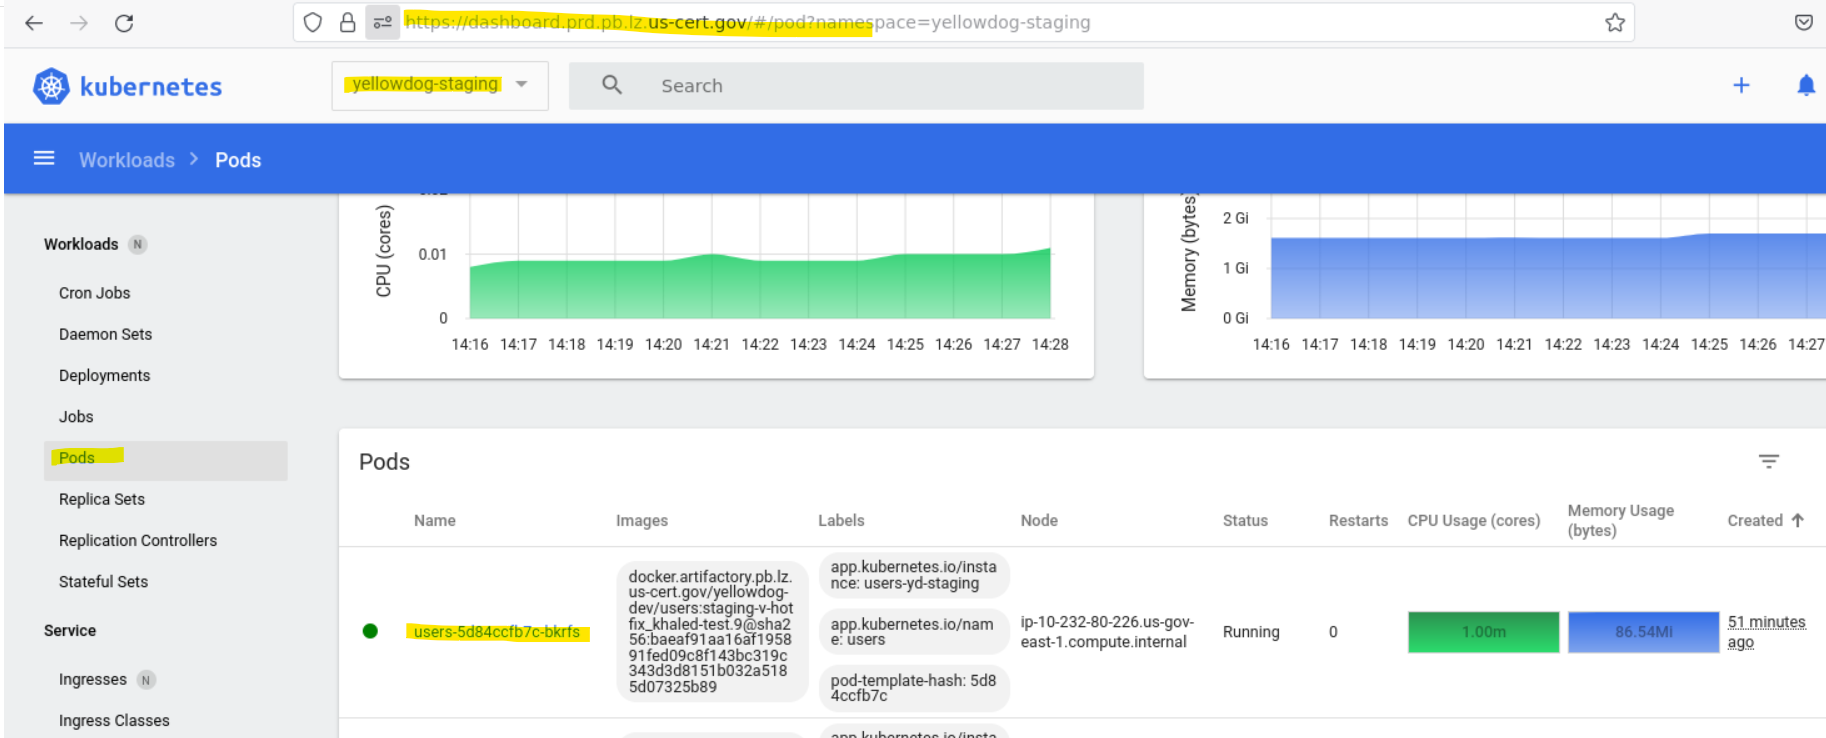 https://dashboard.prd.pb.lz.us-cert.gov/#/pod?namespace=yellowdog-staging
kubernetes
yellowdog-staging
Search
Workloads > Pods
Workloads N
Cron Jobs
Daemon Sets
Deployments
Jobs
Pods
Replica Sets
Replication Controllers
Stateful Sets
Service
Ingresses N
Ingress Classes
CPU (cores)
0.01
0
14:16 14:17 14:18 14:19 14:20 14:21 14:22 14:23 14:24 14:25 14:26 14:27 14:28
Memory (bytes)
2 Gi
1 Gi
0 Gi
14:16 14:17 14:18 14:19 14:20 14:21 14:22 14:23 14:24 14:25 14:26 14:27
Pods
Name Images Labels Node Status Restarts CPU Usage (cores) Memory Usage (bytes) Created
users-5d84ccfb7c-bkrfs
docker.artifactory.pb.lz.
us-cert.gov/yellowdog-
dev/users:staging-v-hot
fix_khaled-test.9@sha2
56:baeaf91aa16af1958
91fed09c8f143bc319c
343d3d8151b032a518
5d07325b89
app.kubernetes.io/insta
nce: users-yd-staging
app.kubernetes.io/nam
e: users
pod-template-hash: 5d8
4ccfb7c
ip-10-232-80-226.us-gov-
east-1.compute.internal
Running
0
1.00m
86.54Mi
51 minutes
ago
app.kubernetes.io/insta